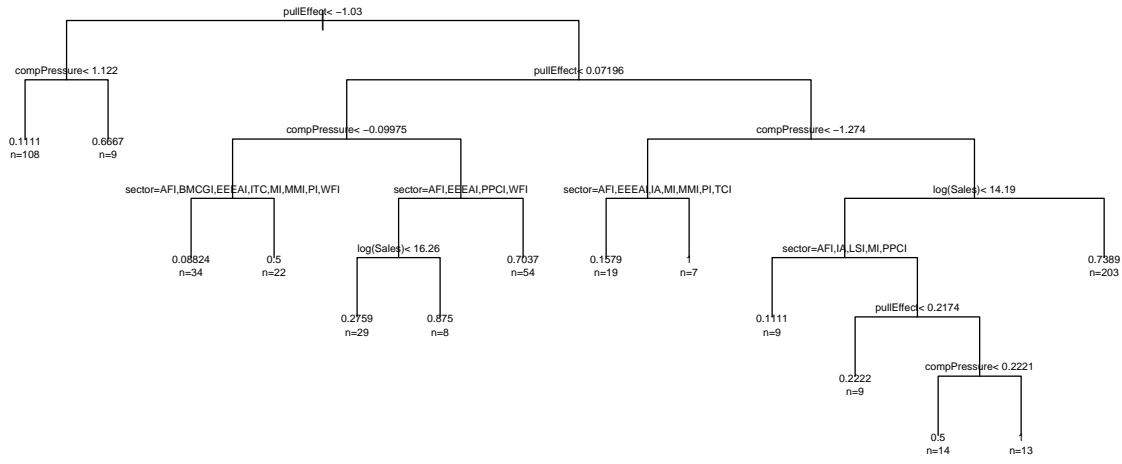 pullEffect< −1.03
compPressure< 1.122
pullEffect< 0.07196
0.1111
n=108
0.6667
n=9
compPressure< −0.09975
compPressure< −1.274
sector=AFI,BMCGI,EEEAI,ITC,MI,MMI,PI,WFI
sector=AFI,EEEAI,PPCI,WFI
sector=AFI,EEEAI,IA,MI,MMI,PI,TCI
log(Sales)< 14.19
0.08824
n=34
0.5
n=22
log(Sales)< 16.26
0.7037
n=54
0.1579
n=19
1
n=7
sector=AFI,IA,LSI,MI,PPCI
0.7389
n=203
0.2759
n=29
0.875
n=8
0.1111
n=9
pullEffect< 0.2174
0.2222
n=9
compPressure< 0.2221
0.5
n=14
1
n=13